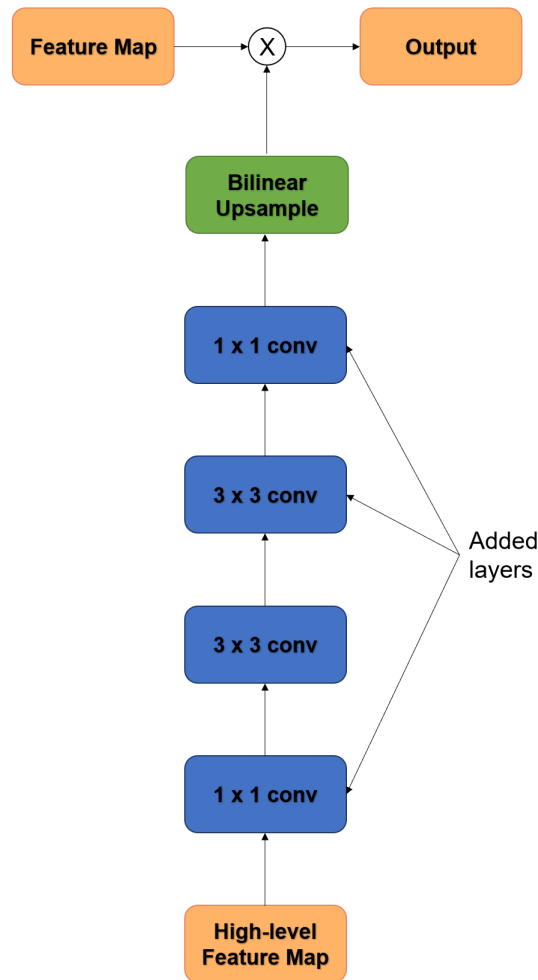 Feature Map
X
Output
Bilinear
Upsample
1 x 1 conv
3 x 3 conv
Added
layers
3 x 3 conv
1 x 1 conv
High-level
Feature Map